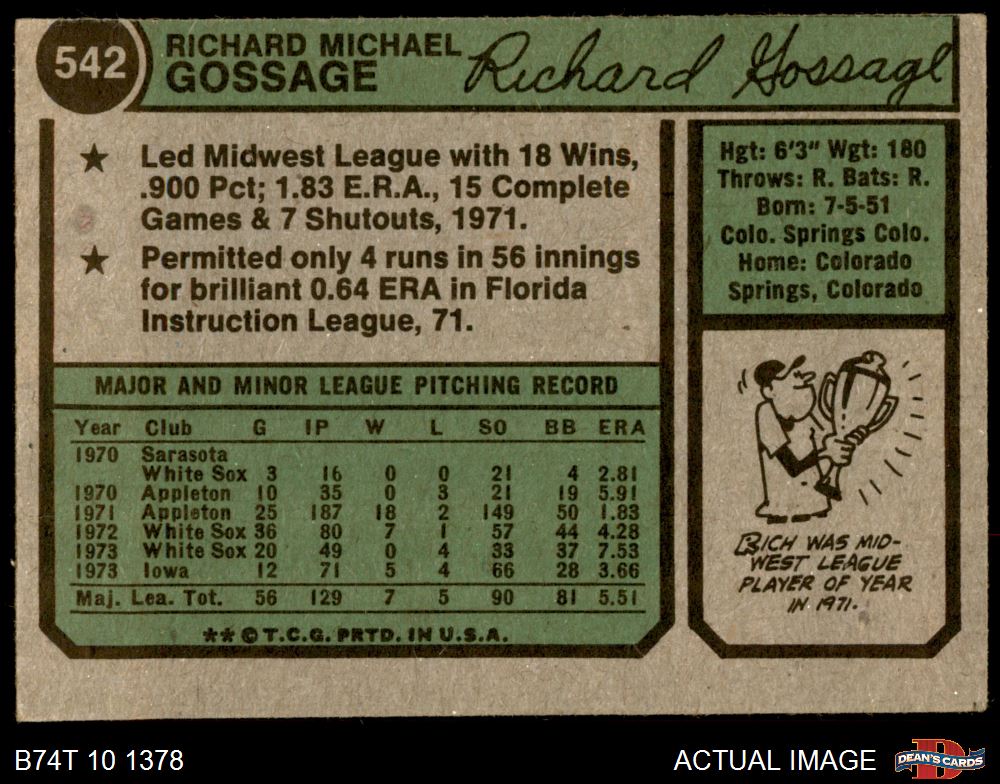 542
RICHARD MICHAEL
GOSSAGE
Richard Gossage
★ Led Midwest League with 18 Wins,
.900 Pct; 1.83 E.R.A., 15 Complete
Games & 7 Shutouts, 1971.
★ Permitted only 4 runs in 56 innings
for brilliant 0.64 ERA in Florida
Instruction League, 71.
Hgt: 6'3" Wgt: 180
Throws: R. Bats: R.
Born: 7-5-51
Colo. Springs Colo.
Home: Colorado
Springs, Colorado
MAJOR AND MINOR LEAGUE PITCHING RECORD
Year Club G IP W L SO BB ERA
1970 Sarasota
White Sox 3 16 0 0 21 4 2.81
1970 Appleton 10 35 0 3 21 19 5.91
1971 Appleton 25 187 18 2 149 50 1.83
1972 White Sox 36 80 7 1 57 44 4.28
1973 White Sox 20 49 0 4 33 37 7.53
1973 Iowa 12 71 5 4 66 28 3.66
Maj. Lea. Tot. 56 129 7 5 90 81 5.51
** © T.C.G. PRTD. IN U.S.A.
RICH WAS MID-
WEST LEAGUE
PLAYER OF YEAR
IN 1971.
B74T 10 1378
ACTUAL IMAGE
DEAN'S CARDS